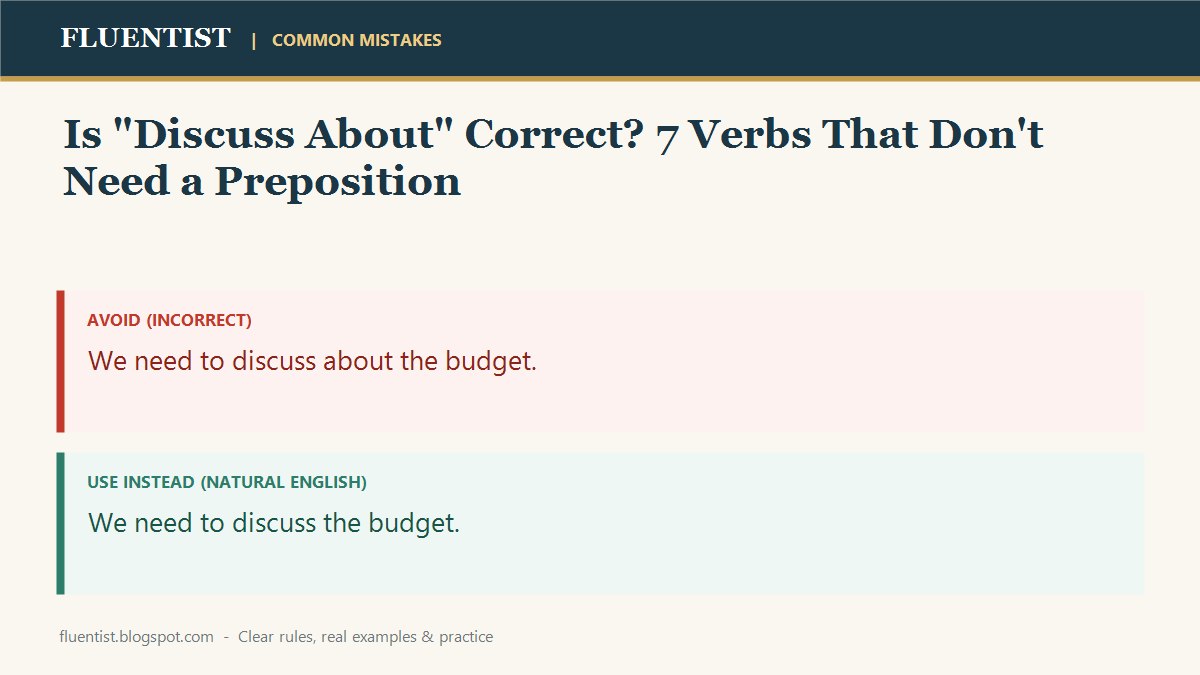 FLUENTIST | COMMON MISTAKES
Is "Discuss About" Correct? 7 Verbs That Don't
Need a Preposition
AVOID (INCORRECT)
We need to discuss about the budget.
USE INSTEAD (NATURAL ENGLISH)
We need to discuss the budget.
fluentist.blogspot.com - Clear rules, real examples & practice